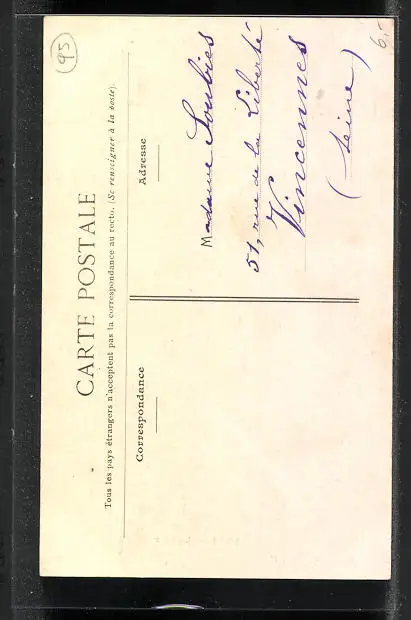 95
6,-
CARTE POSTALE
Tous les pays étrangers n'acceptent pas la correspondance au recto. (Se renseigner à la poste).
Correspondance
Adresse
Madame Soulries
51, rue de la Liberté
Vincennes
(Seine)